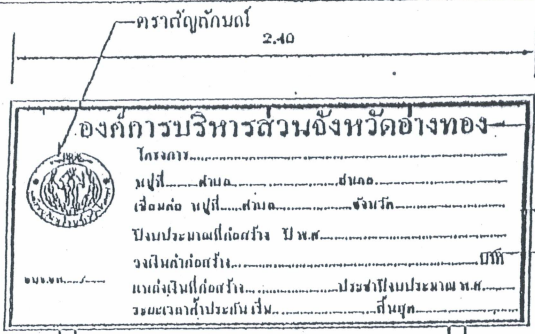 ตราสัญลักษณ์
2.40
องค์การบริหารส่วนจังหวัดอ่างทอง
โครงการ
หมู่ที่........ตำบล........อำเภอ........
เชื่อมต่อ หมู่ที่........ตำบล........จังหวัด........
ปีงบประมาณที่ก่อสร้าง ปี พ.ศ.........
วงเงินค่าก่อสร้าง........บาท
แหล่งเงินที่ก่อสร้าง........ประจำปีงบประมาณ พ.ศ.........
ระยะเวลาค้ำประกัน เริ่ม........สิ้นสุด........